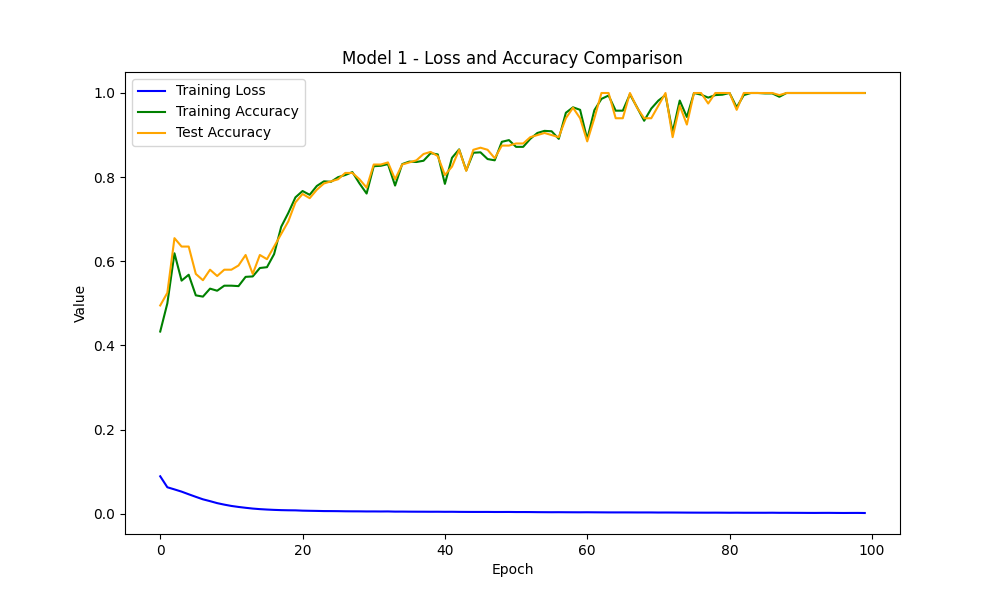 Model 1 - Loss and Accuracy Comparison
Training Loss
Training Accuracy
Test Accuracy
1.0
0.8
0.6
0.4
0.2
0.0
Value
0 20 40 60 80 100
Epoch